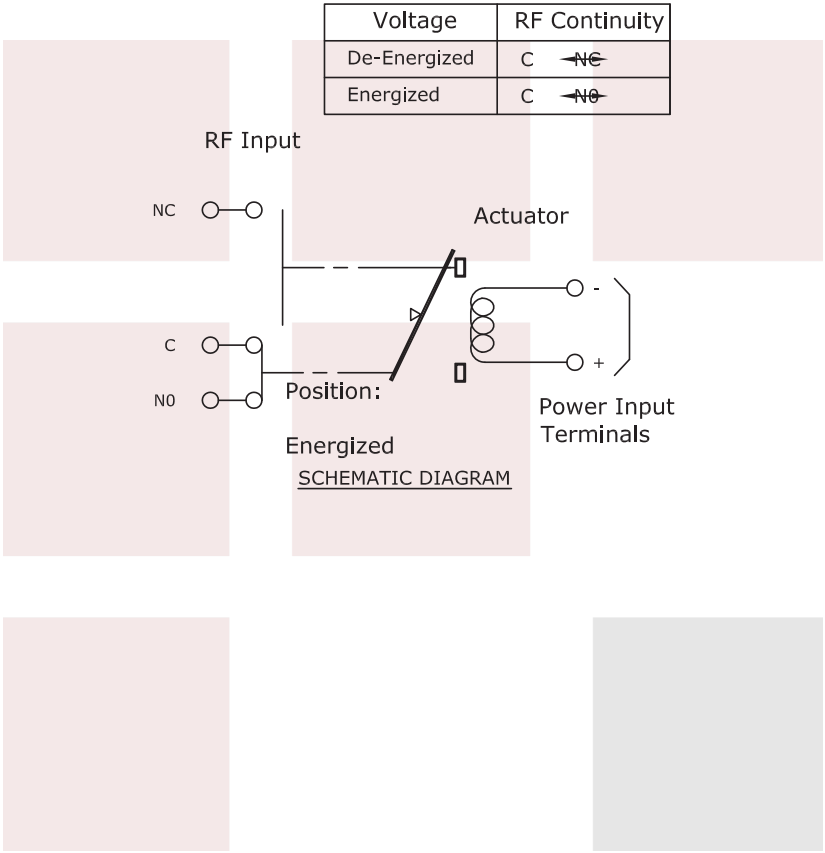 Voltage RF Continuity
De-Energized C NC
Energized C N0
RF Input
NC
Actuator
-
C
+
N0
Position:
Power Input
Terminals
Energized
SCHEMATIC DIAGRAM